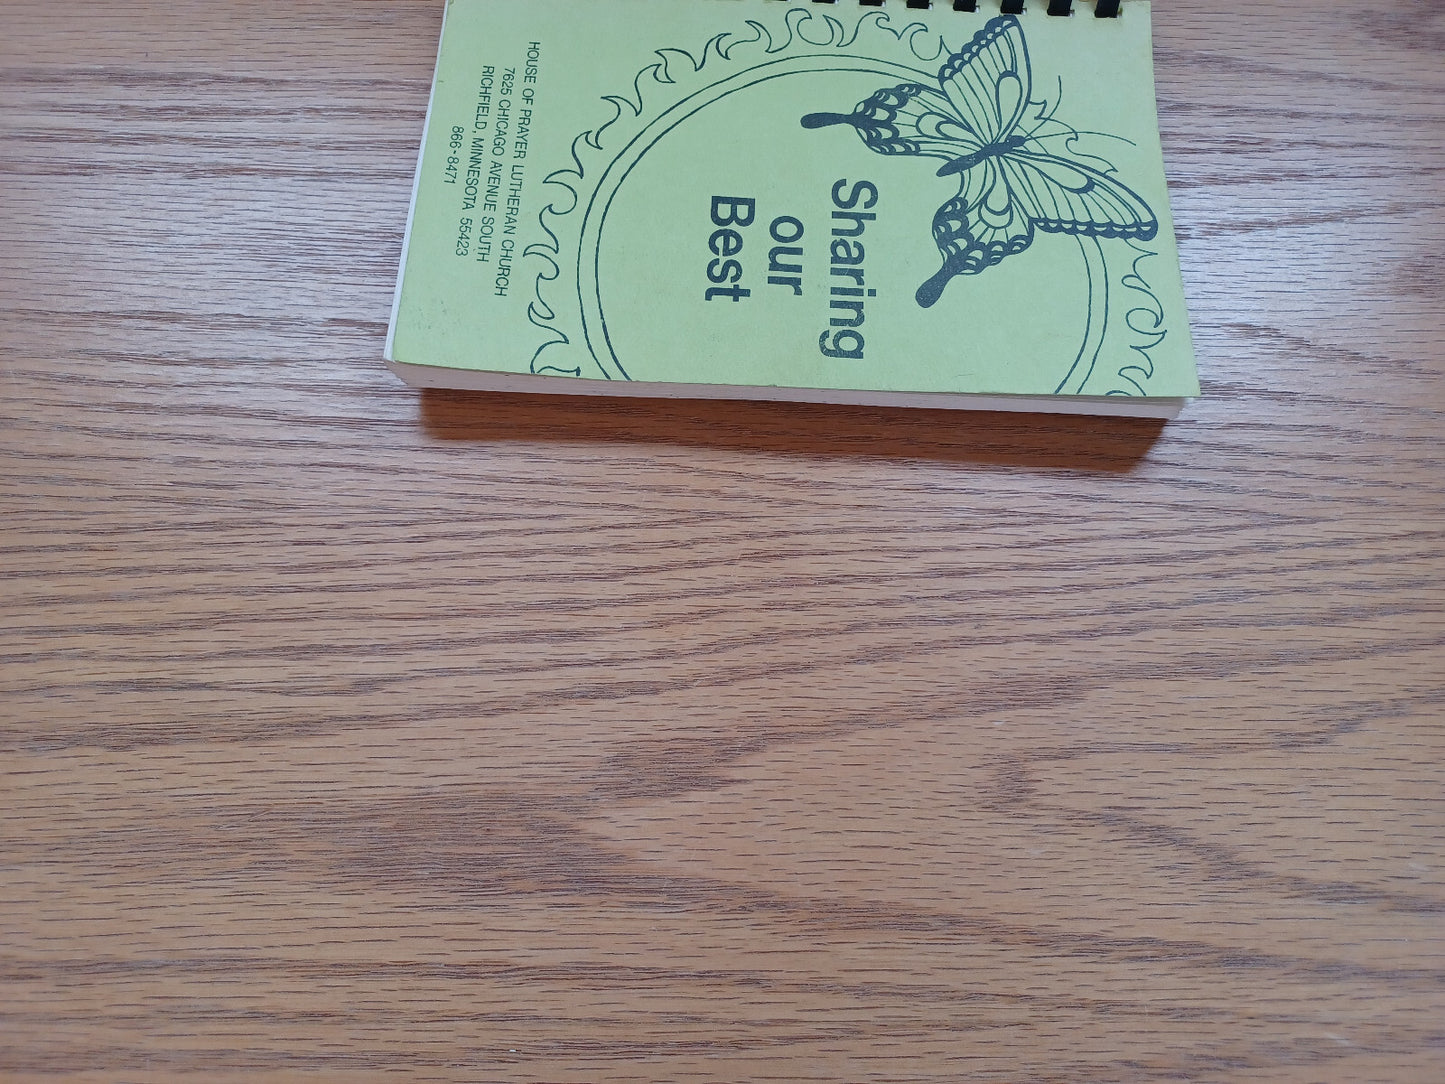 Sharing
our
Best
HOUSE OF PRAYER LUTHERAN CHURCH
7625 CHICAGO AVENUE SOUTH
RICHFIELD, MINNESOTA 55423
866-8471